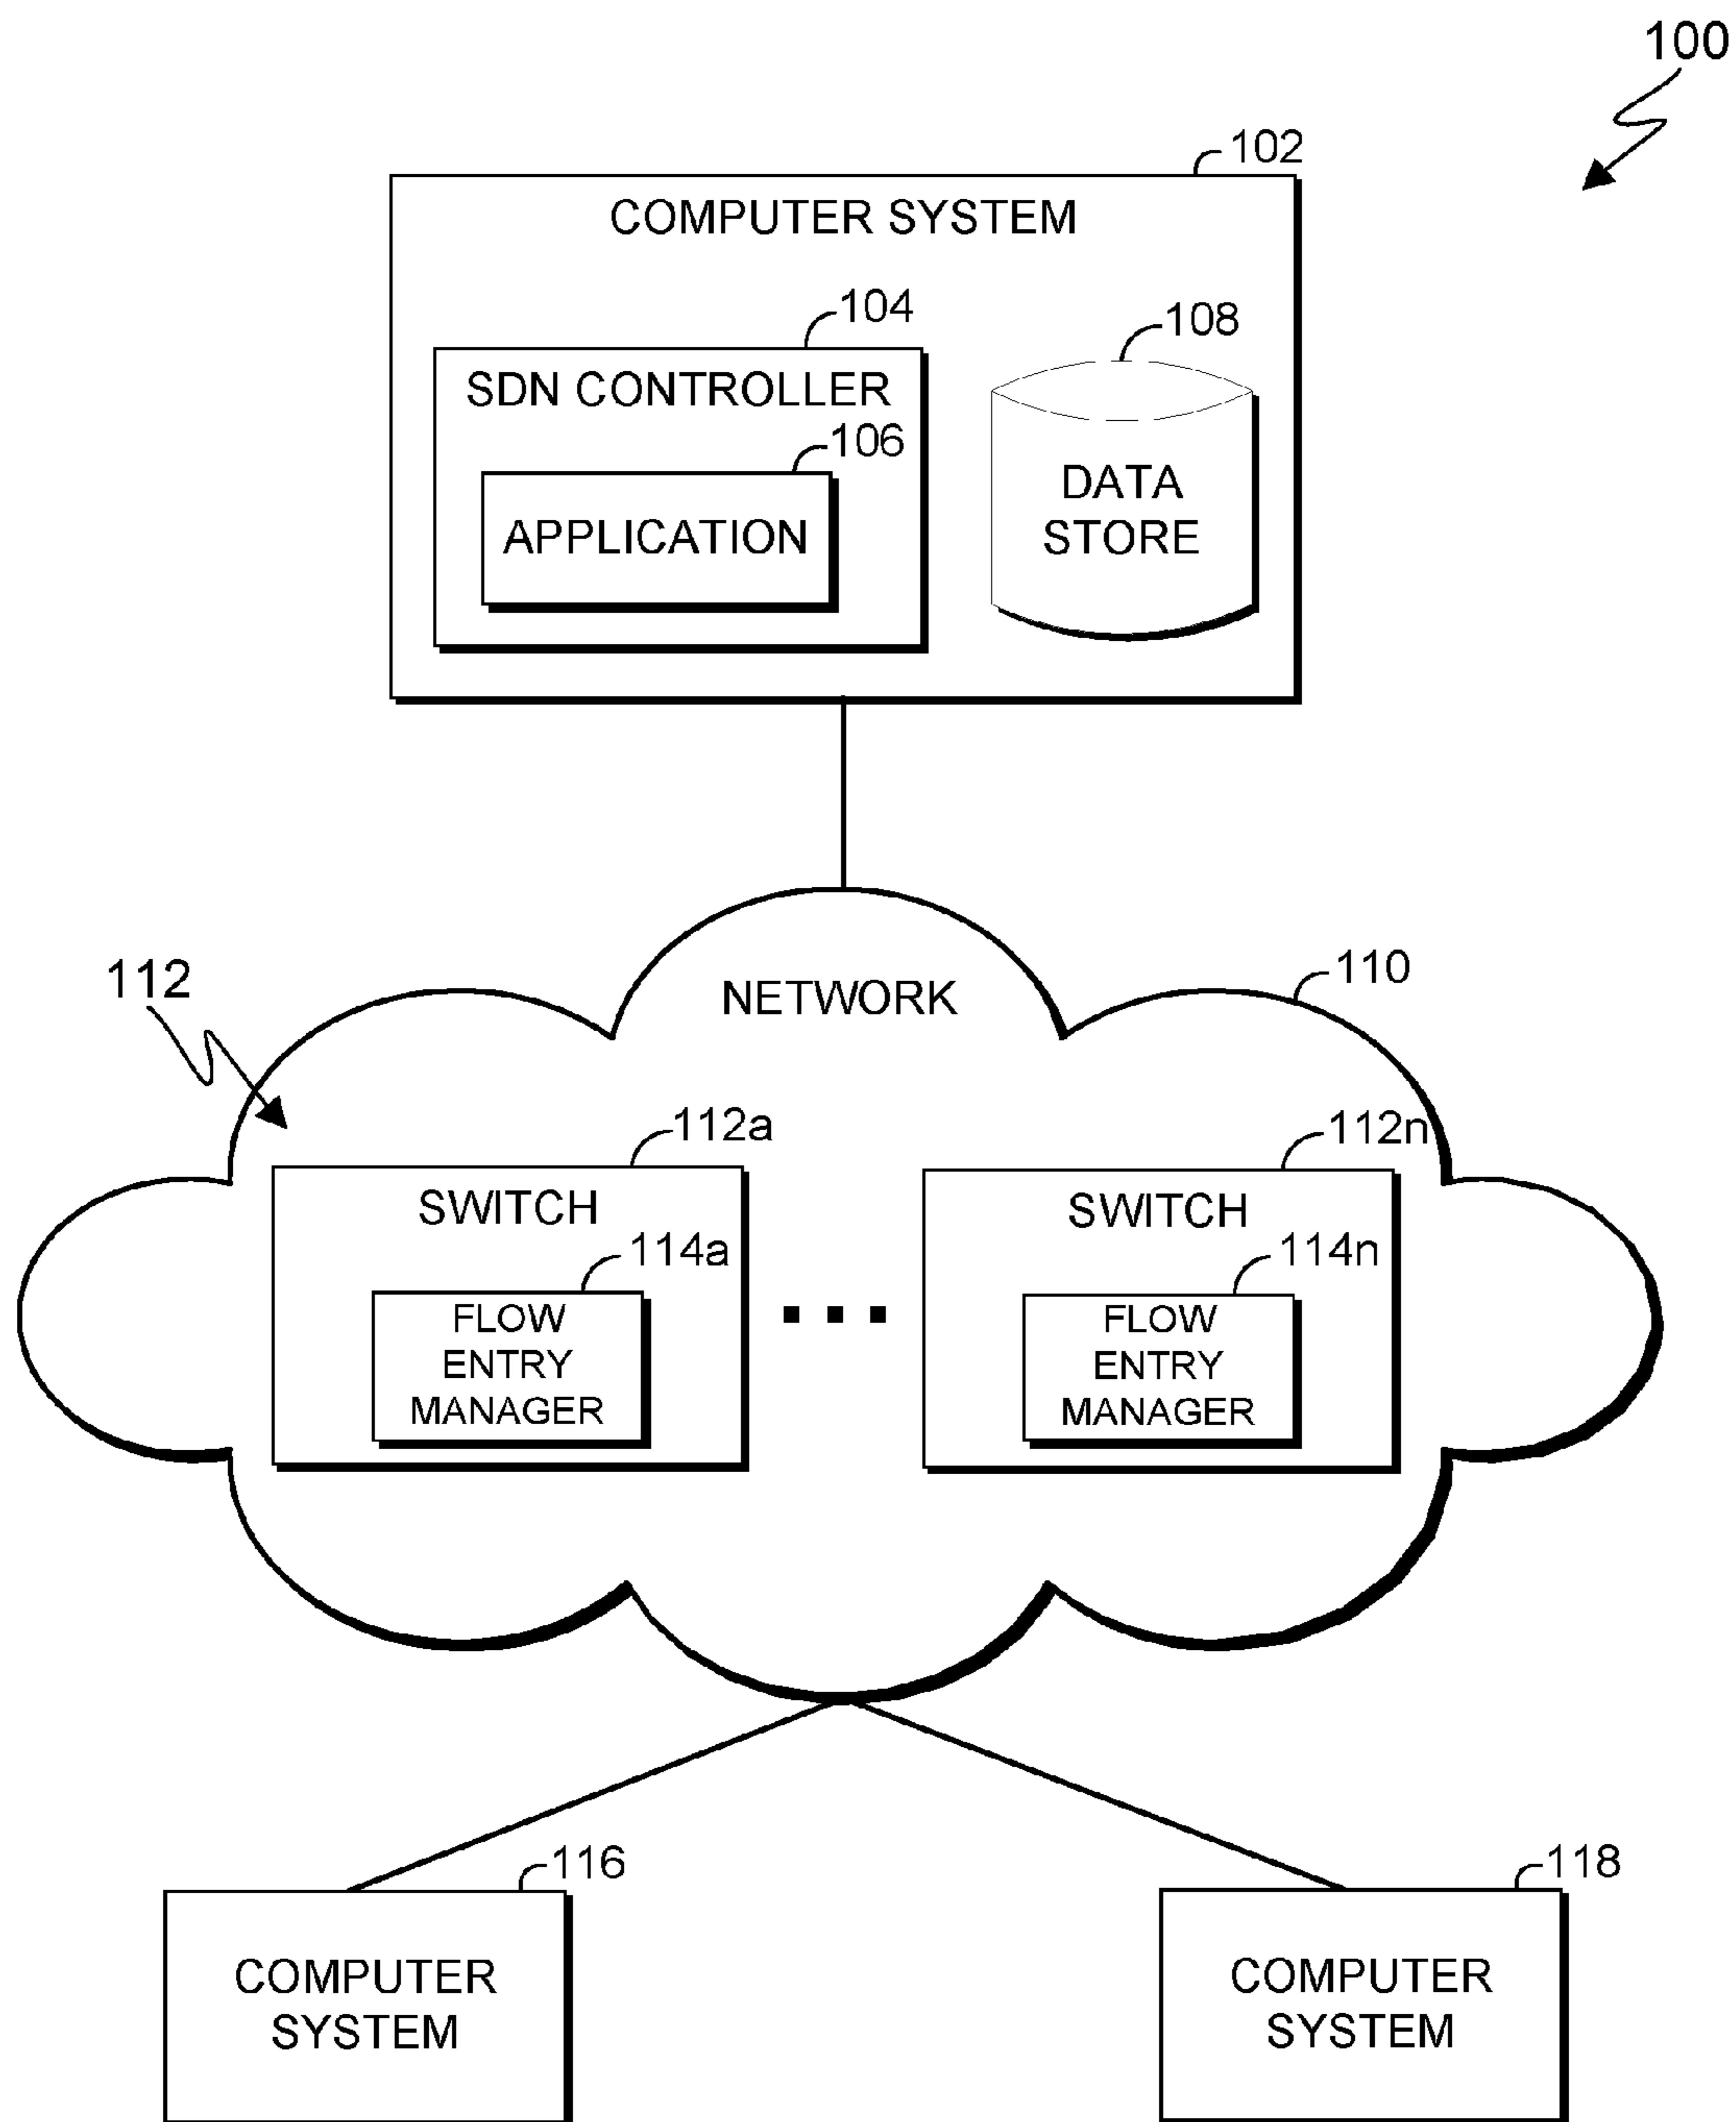 100
102
COMPUTER SYSTEM
104
108
SDN CONTROLLER
106
APPLICATION
DATA
STORE
112
NETWORK
110
112a
112n
SWITCH
SWITCH
114a
114n
FLOW
ENTRY
MANAGER
FLOW
ENTRY
MANAGER
116
118
COMPUTER
SYSTEM
COMPUTER
SYSTEM